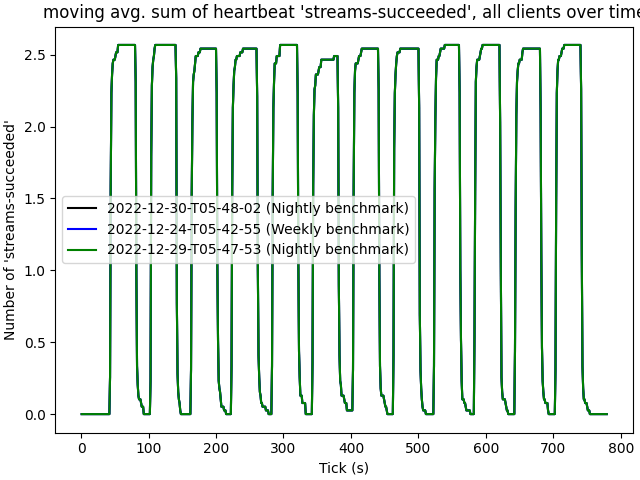 moving avg. sum of heartbeat 'streams-succeeded', all clients over time
Number of 'streams-succeeded'
2.5
2.0
1.5
1.0
0.5
0.0
2022-12-30-T05-48-02 (Nightly benchmark)
2022-12-24-T05-42-55 (Weekly benchmark)
2022-12-29-T05-47-53 (Nightly benchmark)
0 100 200 300 400 500 600 700 800
Tick (s)